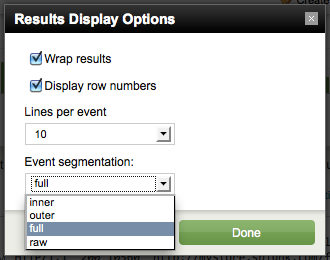 Results Display Options
Wrap results
Display row numbers
Lines per event
10
Event segmentation:
full
inner
outer
full
raw
Done